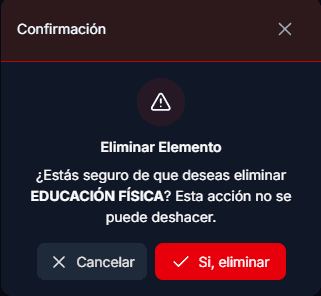 Confirmación
Eliminar Elemento
¿Estás seguro de que deseas eliminar
EDUCACIÓN FÍSICA? Esta acción no se
puede deshacer.
Cancelar
Si, eliminar